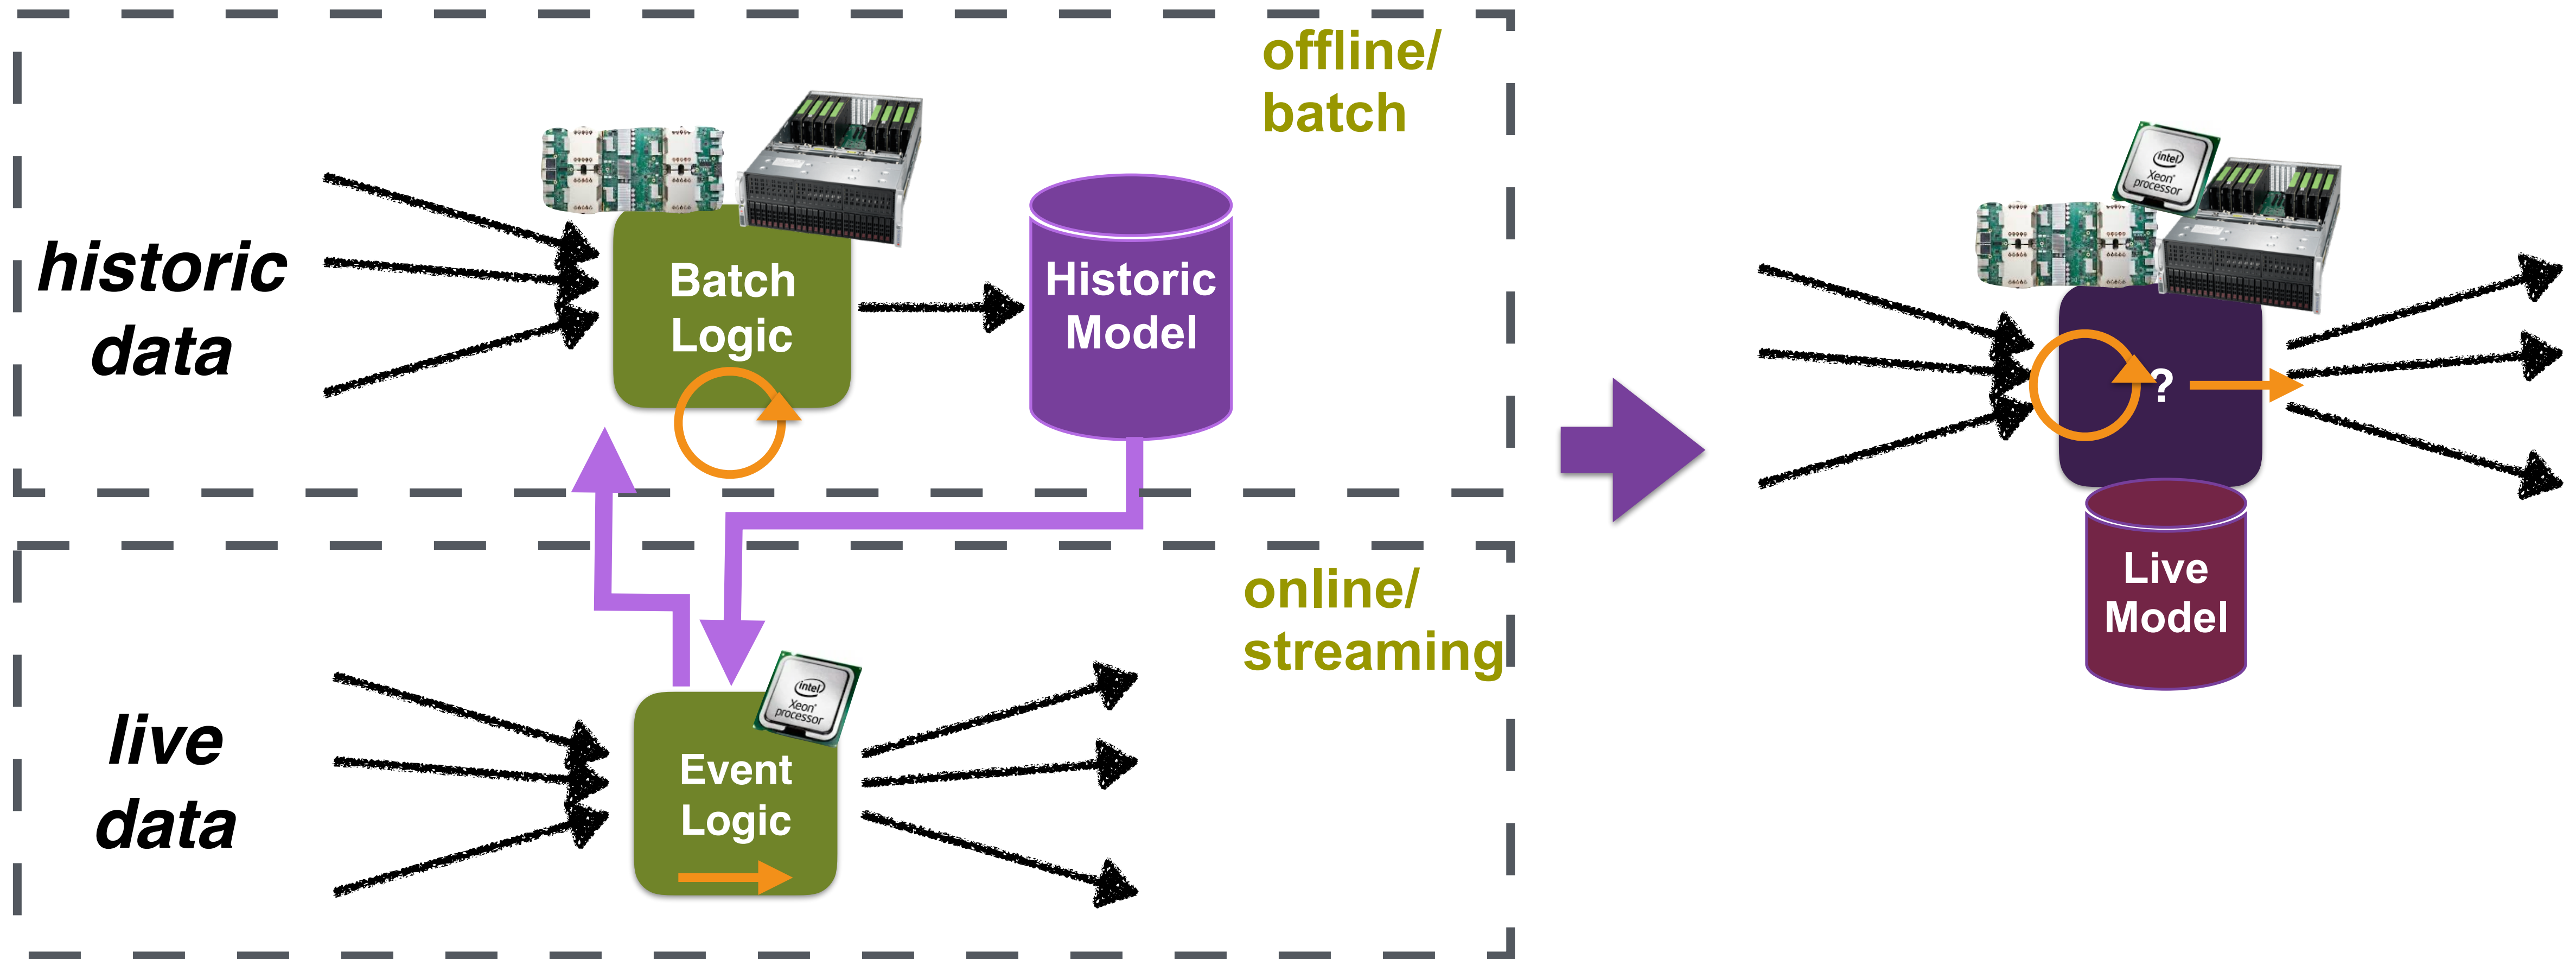 offline/
batch
historic
data
Batch
Logic
Historic
Model
online/
streaming
live
data
intel
Xeon®
processor
Event
Logic
intel
Xeon®
processor
?
Live
Model